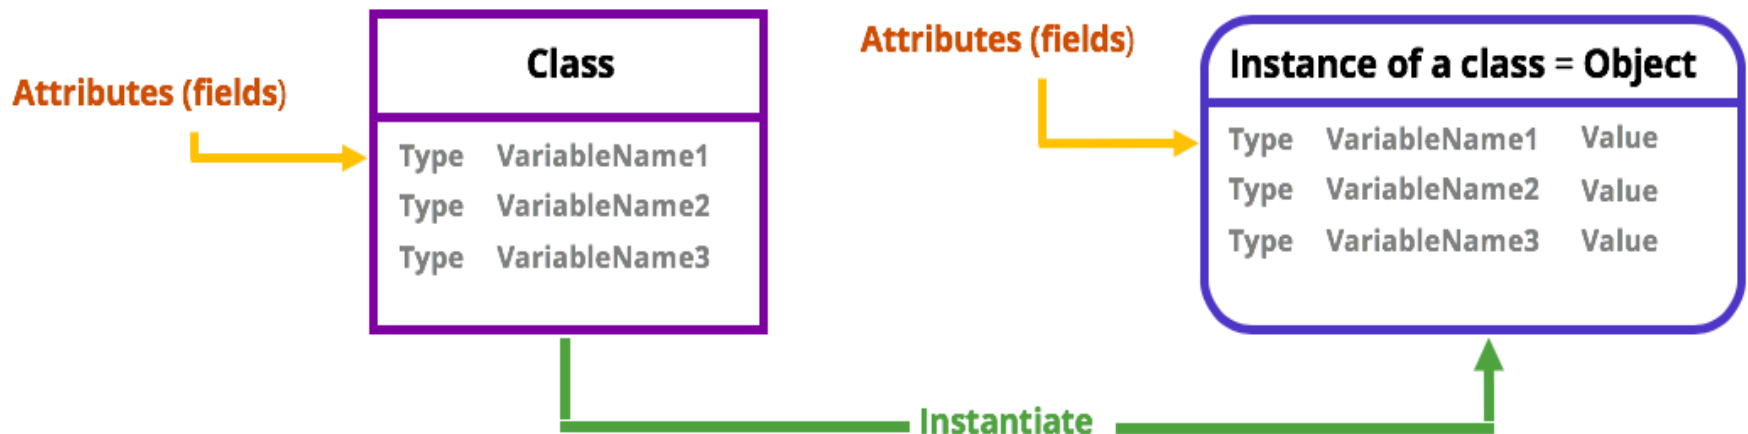 Attributes (fields)
Class
Type VariableName1
Type VariableName2
Type VariableName3
Attributes (fields)
Instance of a class = Object
Type VariableName1 Value
Type VariableName2 Value
Type VariableName3 Value
Instantiate